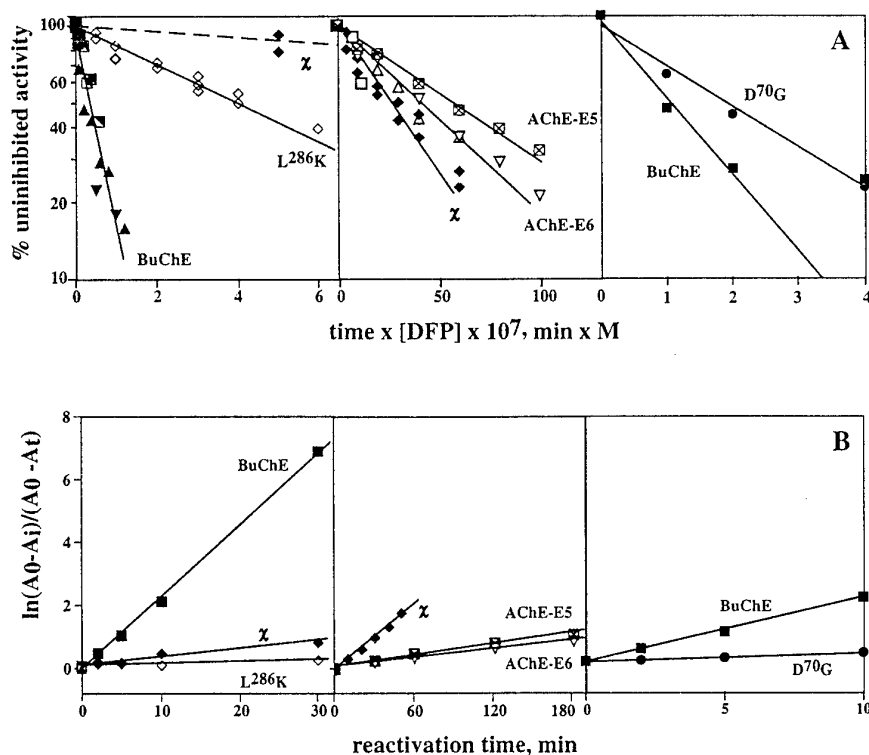 A
100
80
60
40
20
10
% uninhibited activity
χ
L286K
BuChE
AChE-E5
AChE-E6
χ
D70G
BuChE
0 2 4 6 0 50 100 0 1 2 3 4
time x [DFP] x 10⁷, min x M
B
8
6
4
2
0
ln(A0-Ai)/(A0 -At)
BuChE
χ
L286K
χ
AChE-E5
AChE-E6
BuChE
D70G
0 10 20 30 0 60 120 180 0 5 10
reactivation time, min